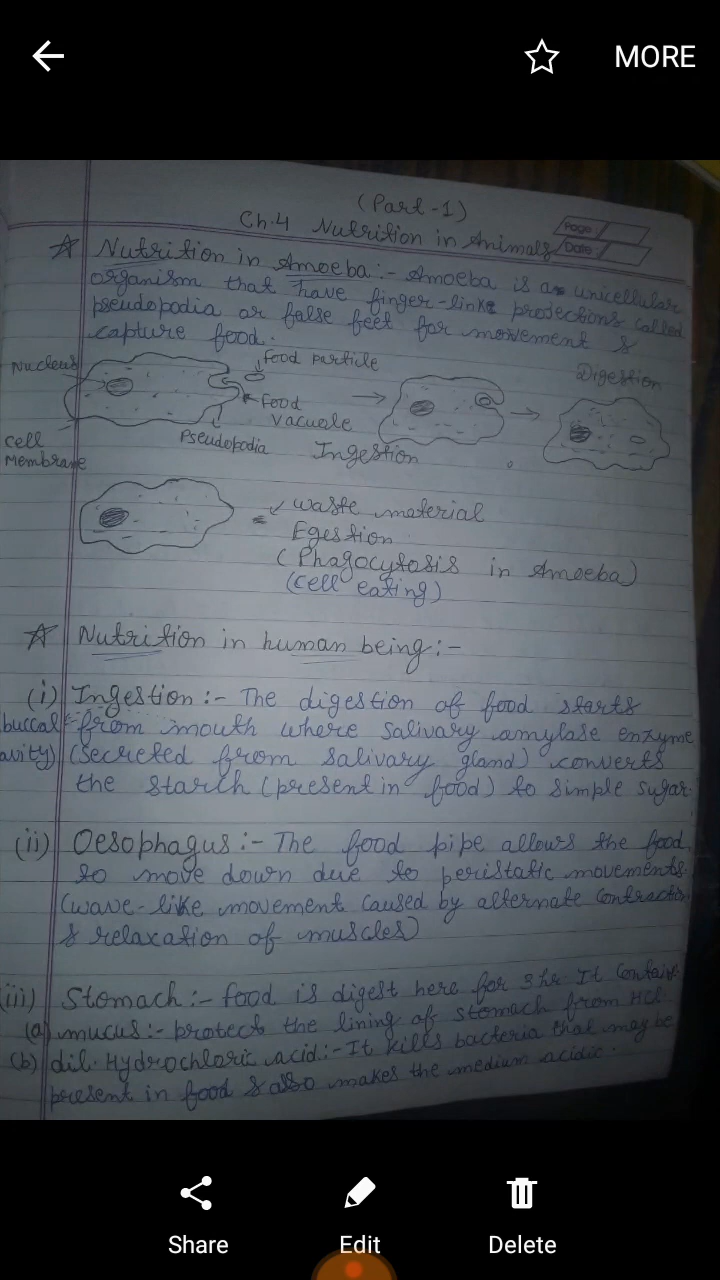 MORE
(Part-1)
Ch.4 Nutrition in Animals
Page
Date
Nutrition in Amoeba:- Amoeba is a unicellular
organism that have finger-linke projections called
pseudopodia or false feet for movement &
capture food.
Nucleus
food particle
Digestion
Food
vacuole
Pseudopodia
Ingestion
cell
Membrane
waste material
Egestion
(Phagocytosis in Amoeba)
(cell eating)
Nutrition in human being:-
(i) Ingestion:- The digestion of food starts
buccal from mouth where salivary amylase enzyme
avity) (secreted from salivary gland) converts
the starch (present in food) to simple sugar.
(ii) Oesophagus:- The food pipe allows the food
to move down due to peristatic movements.
(wave-like movement caused by alternate contraction
& relaxation of muscles)
(iii) Stomach:- food is digest here for 3hr It contain
(a) mucus:- protect the lining of stomach from HCl
(b) dil. Hydrochloric acid:- It kills bacteria that may be
present in food & also makes the medium acidic.
Share
Edit
Delete